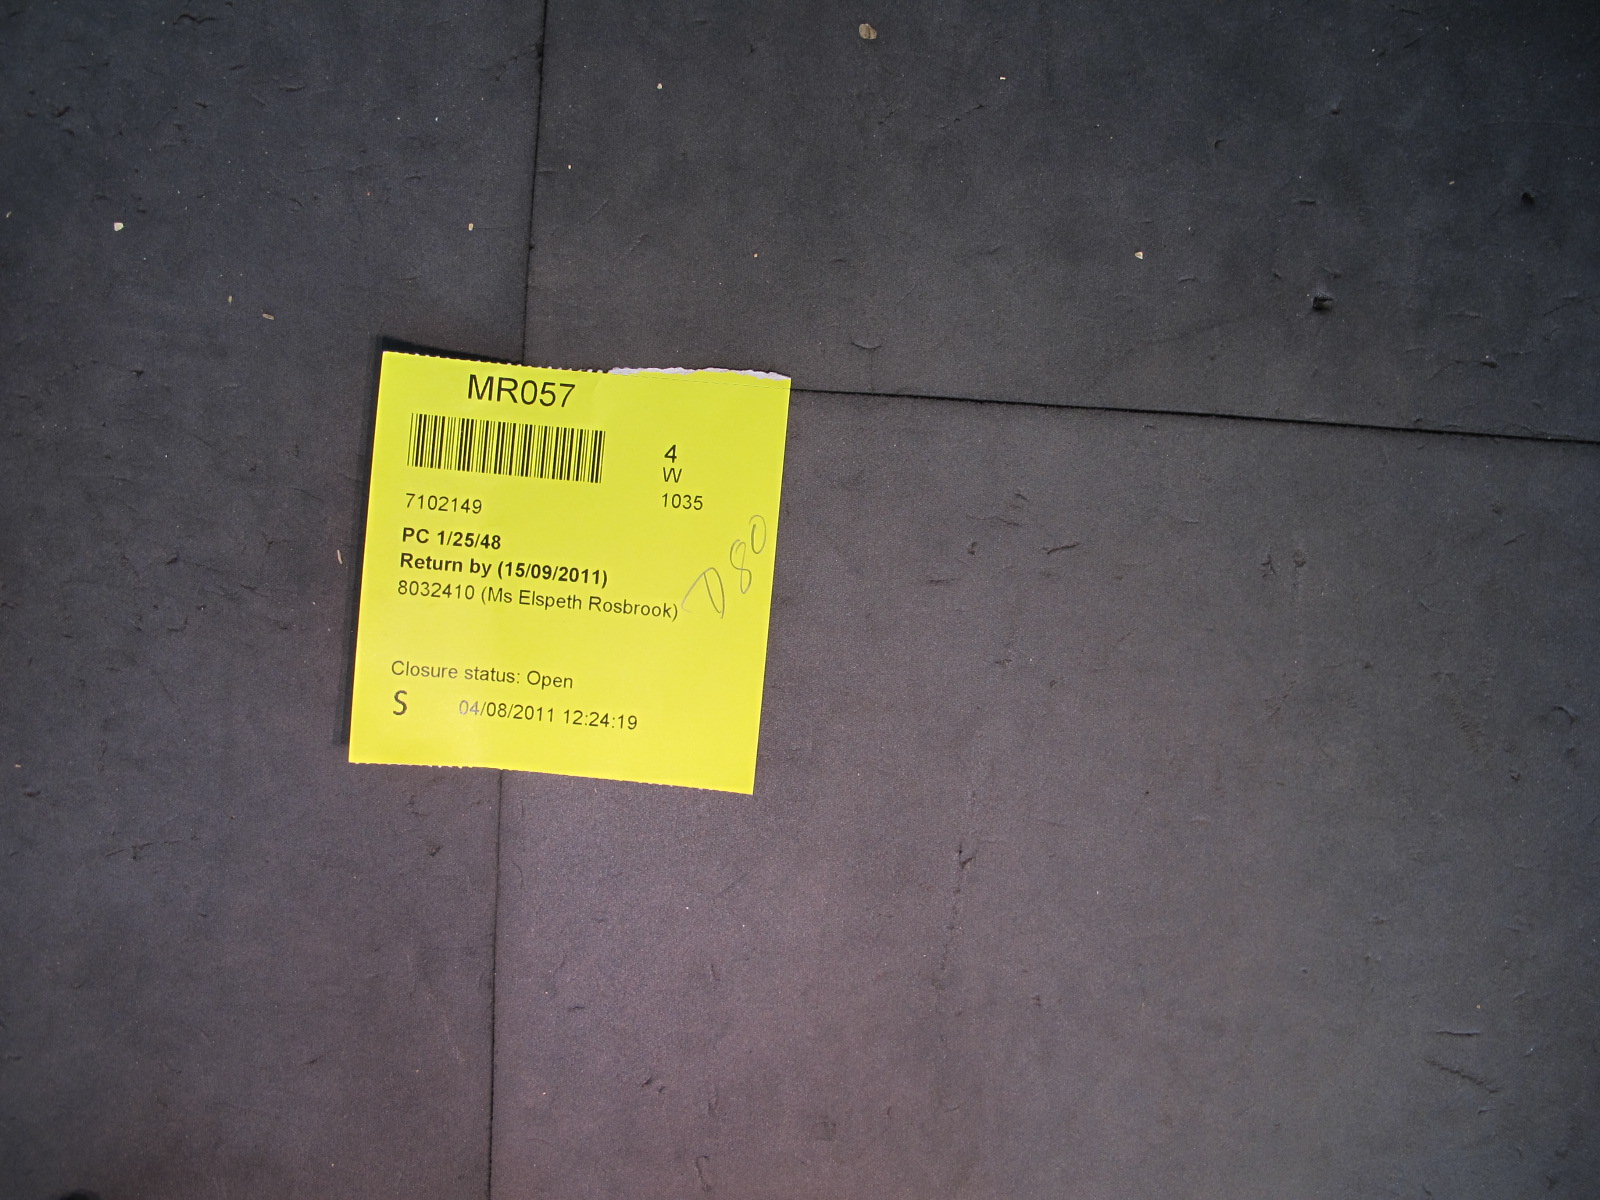 MR057
4
W
7102149
1035
PC 1/25/48
Return by (15/09/2011)
8032410 (Ms Elspeth Rosbrook)
D80
Closure status: Open
S 04/08/2011 12:24:19